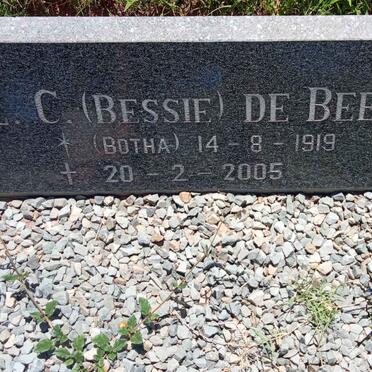 C. (BESSIE) DE BEE
* (BOTHA) 14-8-1919
† 20-2-2005